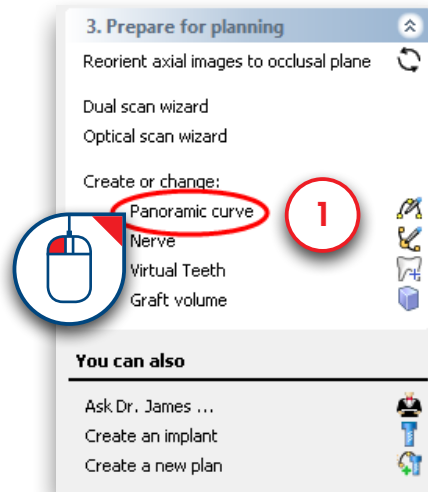 3. Prepare for planning
Reorient axial images to occlusal plane
Dual scan wizard
Optical scan wizard
Create or change:
Panoramic curve
1
Nerve
Virtual Teeth
Graft volume
You can also
Ask Dr. James ...
Create an implant
Create a new plan